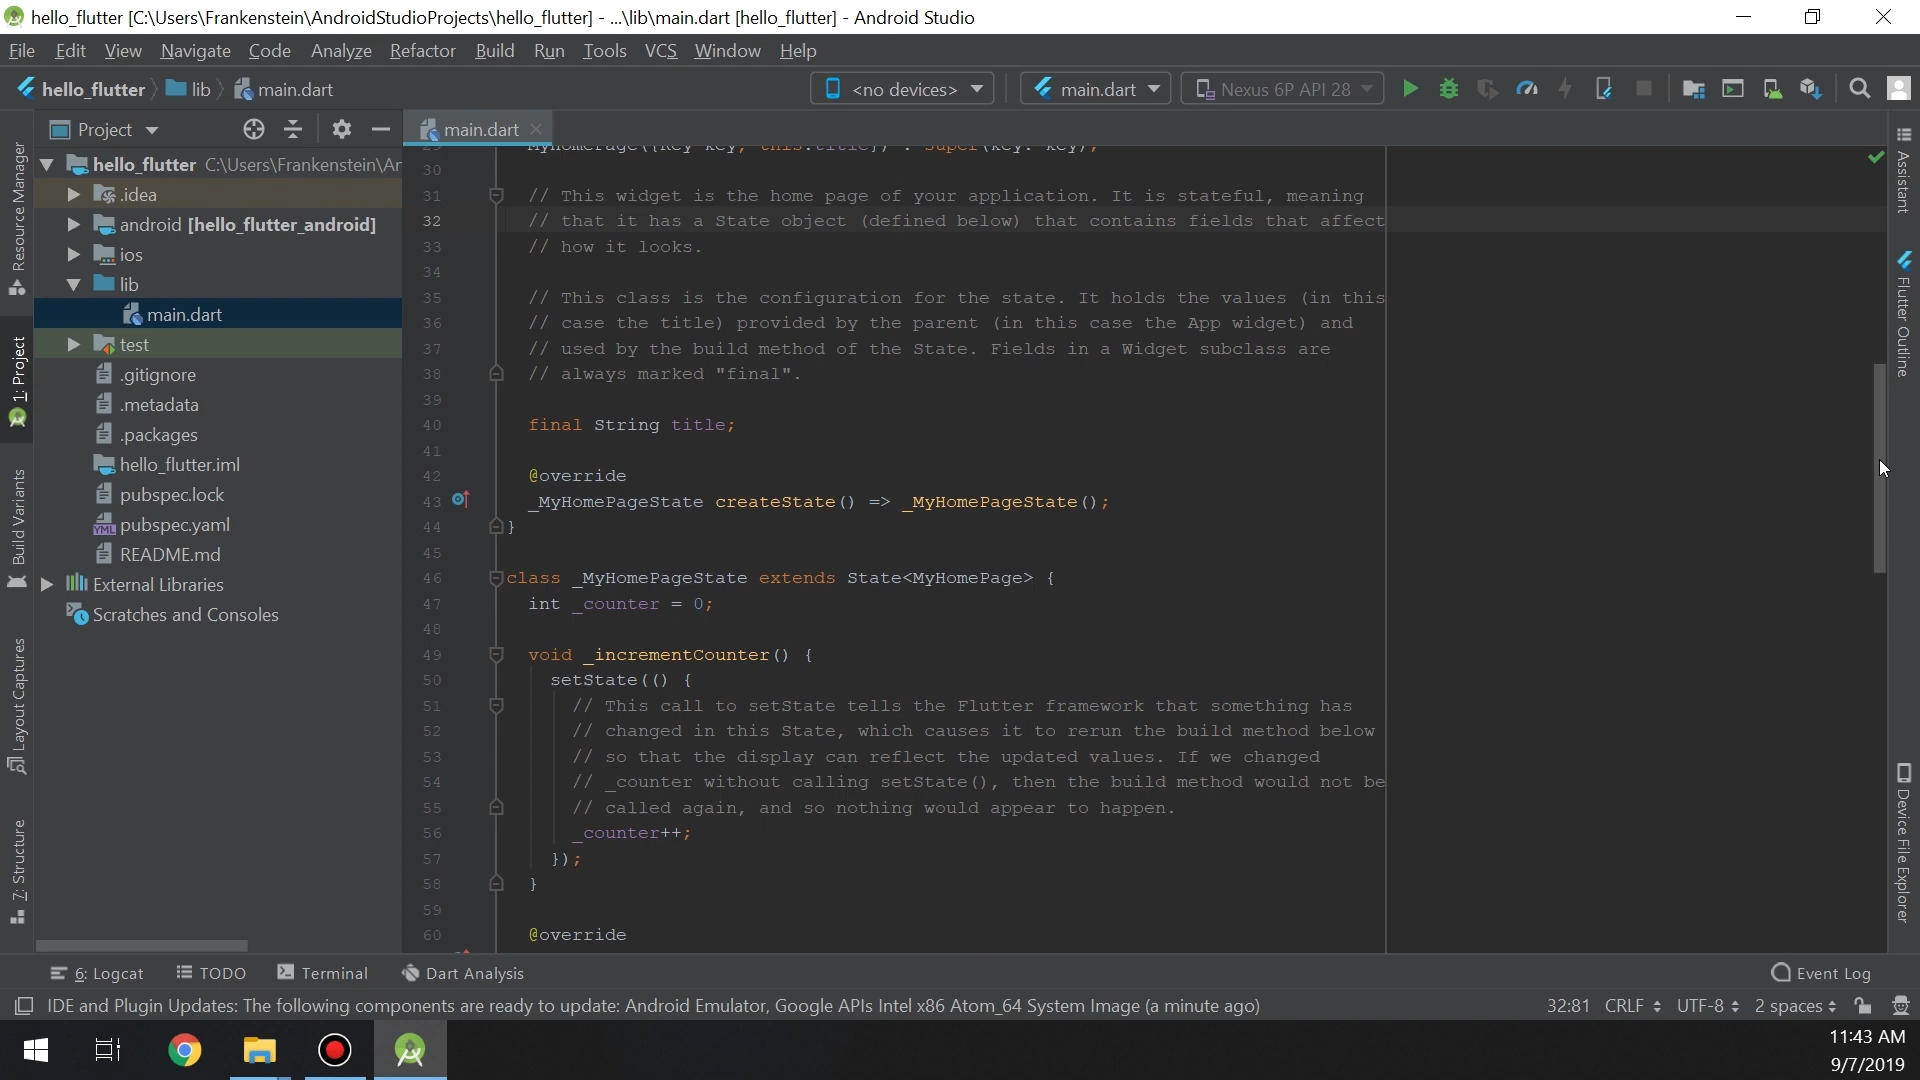 hello_flutter [C:\Users\Frankenstein\AndroidStudioProjects\hello_flutter] - ...\lib\main.dart [hello_flutter] - Android Studio
File Edit View Navigate Code Analyze Refactor Build Run Tools VCS Window Help
hello_flutter lib main.dart <no devices> main.dart Nexus 6P API 28
Project
main.dart
hello_flutter C:\Users\Frankenstein\Ar
.idea
android [hello_flutter_android]
ios
lib
main.dart
test
.gitignore
.metadata
.packages
hello_flutter.iml
pubspec.lock
pubspec.yaml
README.md
External Libraries
Scratches and Consoles
Resource Manager
1: Project
Build Variants
Layout Captures
7: Structure
29 MyHomePage({Key key, this.title}) : super(key: key);
30
31 // This widget is the home page of your application. It is stateful, meaning
32 // that it has a State object (defined below) that contains fields that affect
33 // how it looks.
34
35 // This class is the configuration for the state. It holds the values (in this
36 // case the title) provided by the parent (in this case the App widget) and
37 // used by the build method of the State. Fields in a Widget subclass are
38 // always marked "final".
39
40 final String title;
41
42 @override
43 _MyHomePageState createState() => _MyHomePageState();
44 }
45
46 class _MyHomePageState extends State<MyHomePage> {
47 int _counter = 0;
48
49 void _incrementCounter() {
50 setState(() {
51 // This call to setState tells the Flutter framework that something has
52 // changed in this State, which causes it to rerun the build method below
53 // so that the display can reflect the updated values. If we changed
54 // _counter without calling setState(), then the build method would not be
55 // called again, and so nothing would appear to happen.
56 _counter++;
57 });
58 }
59
60 @override
Assistant
Flutter Outline
Device File Explorer
6: Logcat TODO Terminal Dart Analysis Event Log
IDE and Plugin Updates: The following components are ready to update: Android Emulator, Google APIs Intel x86 Atom_64 System Image (a minute ago) 32:81 CRLF UTF-8 2 spaces
11:43 AM
9/7/2019